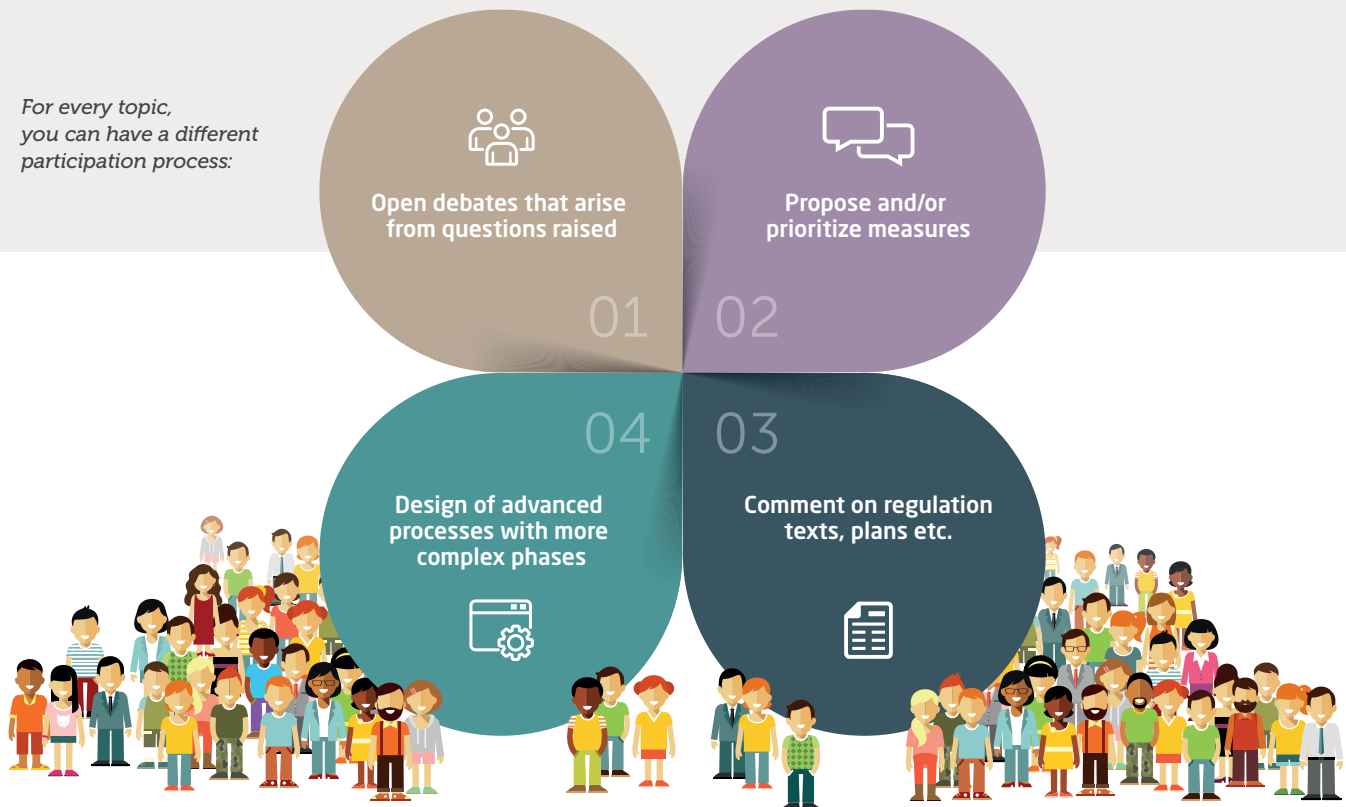 For every topic,
you can have a different
participation process:
Open debates that arise
from questions raised
01
Propose and/or
prioritize measures
02
03
Comment on regulation
texts, plans etc.
04
Design of advanced
processes with more
complex phases